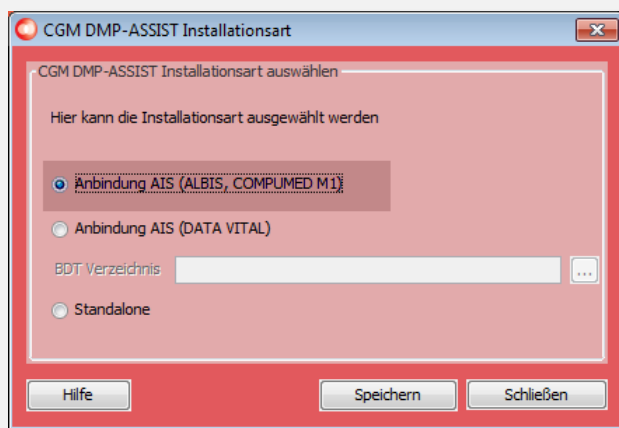 CGM DMP-ASSIST Installationsart
CGM DMP-ASSIST Installationsart auswählen
Hier kann die Installationsart ausgewählt werden
Anbindung AIS (ALBIS, COMPUMED M1)
Anbindung AIS (DATA VITAL)
BDT Verzeichnis ...
Standalone
Hilfe Speichern Schließen